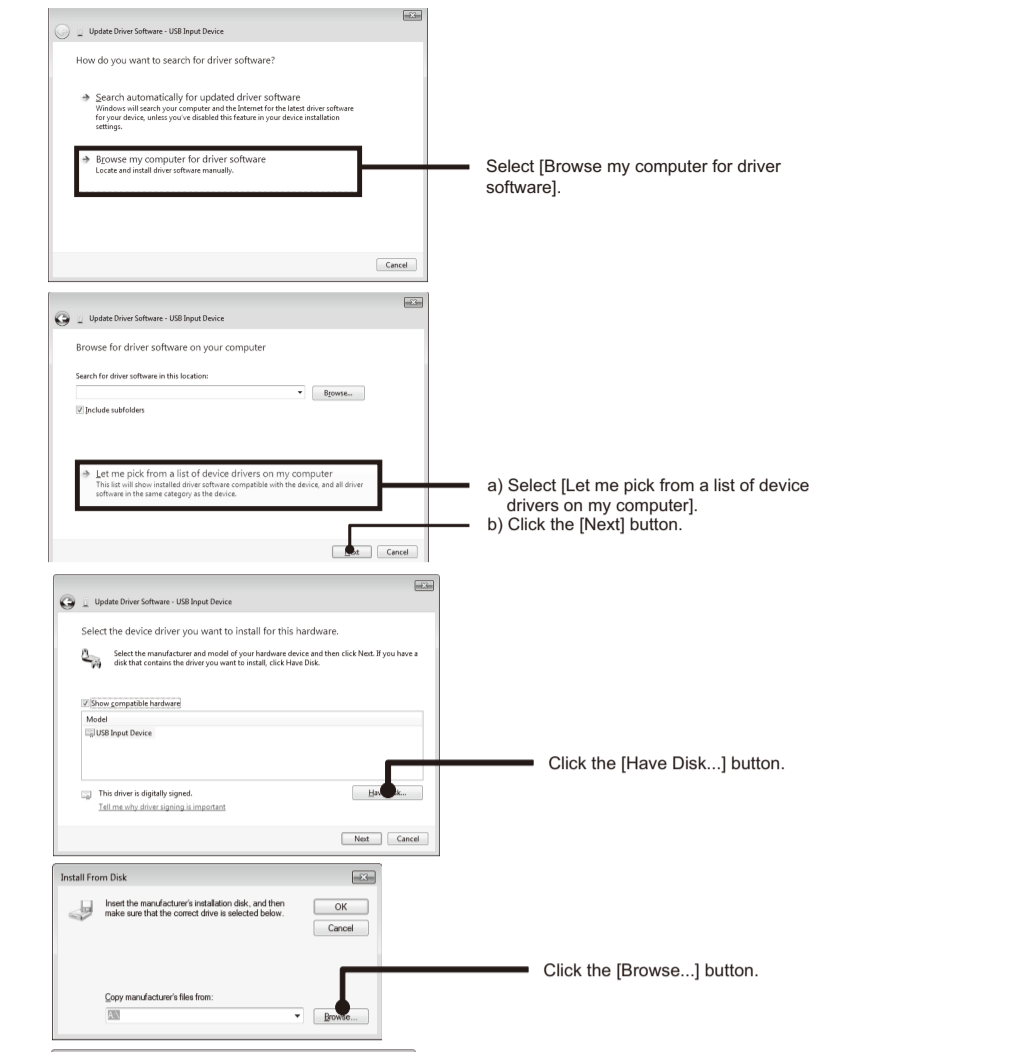 Update Driver Software - USB Input Device
How do you want to search for driver software?
Search automatically for updated driver software
Windows will search your computer and the Internet for the latest driver software
for your device, unless you've disabled this feature in your device installation
settings.
Browse my computer for driver software
Locate and install driver software manually.
Select [Browse my computer for driver
software].
Cancel
Update Driver Software - USB Input Device
Browse for driver software on your computer
Search for driver software in this location:
Browse...
Include subfolders
Let me pick from a list of device drivers on my computer
This list will show installed driver software compatible with the device, and all driver
software in the same category as the device.
a) Select [Let me pick from a list of device
drivers on my computer].
b) Click the [Next] button.
Cancel
Update Driver Software - USB Input Device
Select the device driver you want to install for this hardware.
Select the manufacturer and model of your hardware device and then click Next. If you have a
disk that contains the driver you want to install, click Have Disk.
Show compatible hardware
Model
USB Input Device
Click the [Have Disk...] button.
This driver is digitally signed.
Tell me why driver signing is important
Next Cancel
Install From Disk
Insert the manufacturer's installation disk, and then
make sure that the correct drive is selected below.
OK
Cancel
Click the [Browse...] button.
Copy manufacturer's files from:
A:\
Browse...